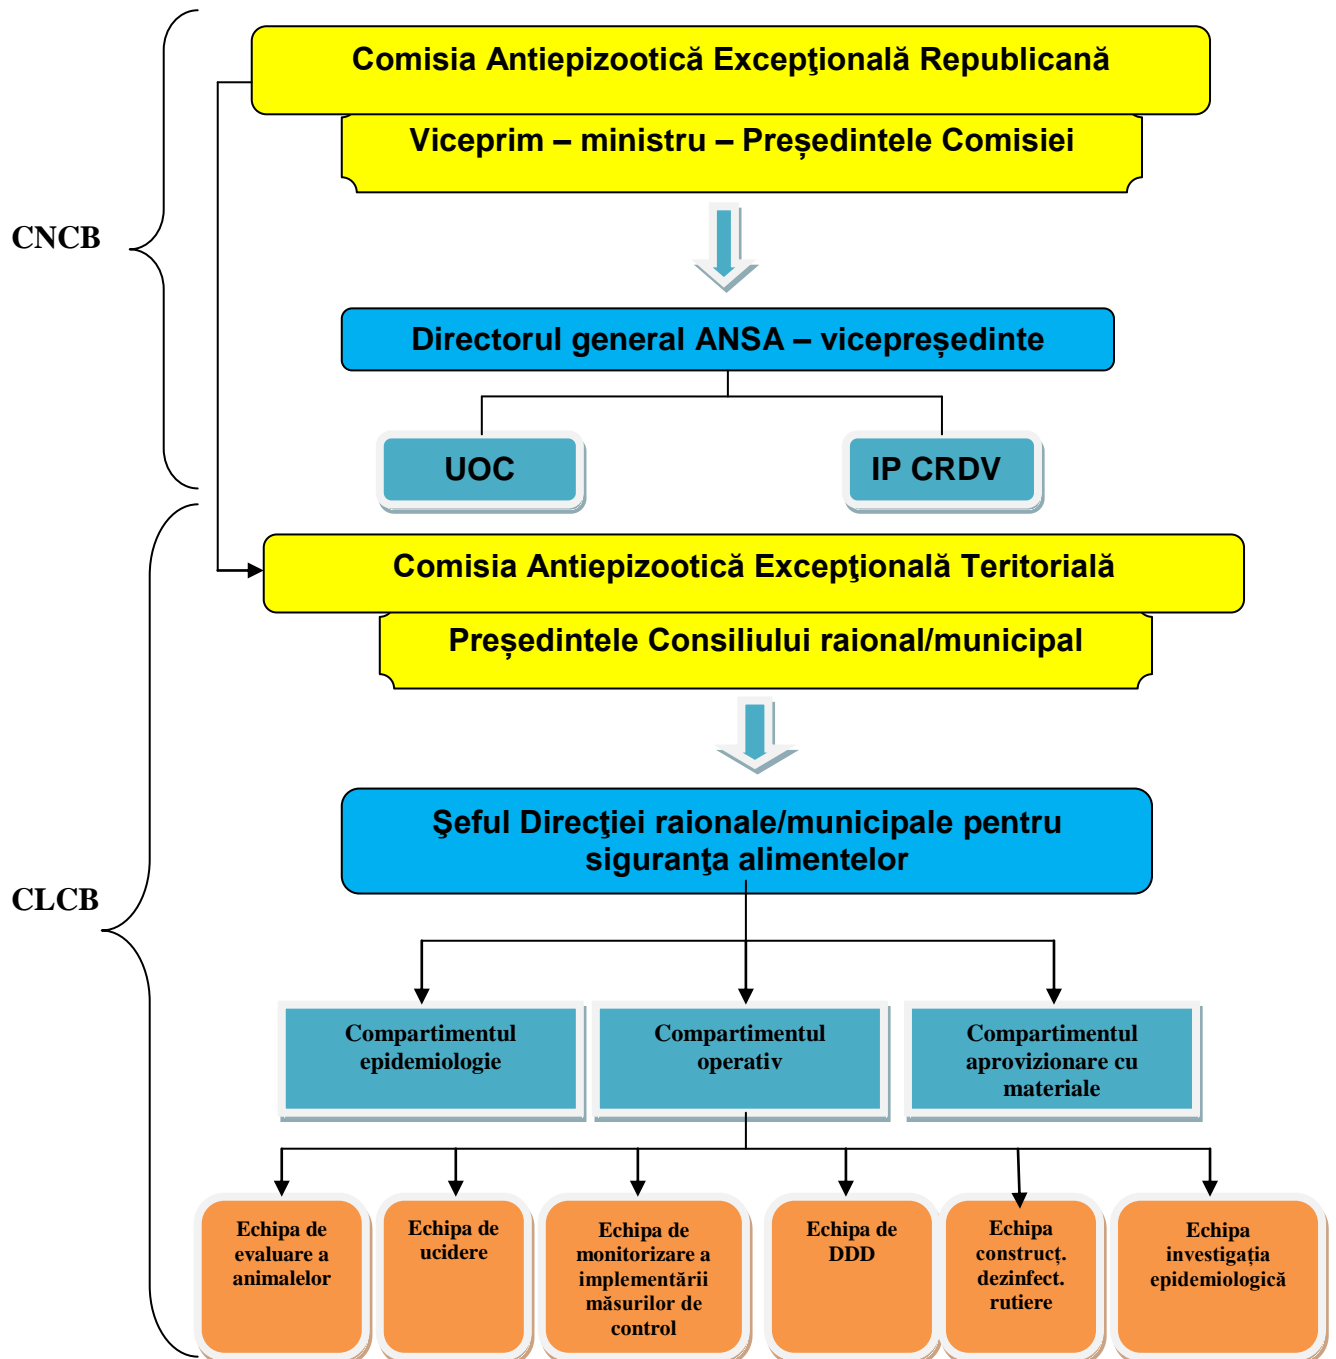 Comisia Antiepizootică Excepţională Republicană
Viceprim – ministru – Președintele Comisiei
CNCB
Directorul general ANSA – vicepreședinte
UOC
IP CRDV
Comisia Antiepizootică Excepţională Teritorială
Președintele Consiliului raional/municipal
Şeful Direcţiei raionale/municipale pentru
siguranţa alimentelor
CLCB
Compartimentul
epidemiologie
Compartimentul
operativ
Compartimentul
aprovizionare cu
materiale
Echipa de
evaluare a
animalelor
Echipa de
ucidere
Echipa de
monitorizare a
implementării
măsurilor de
control
Echipa de
DDD
Echipa
construcț.
dezinfect.
rutiere
Echipa
investigația
epidemiologică